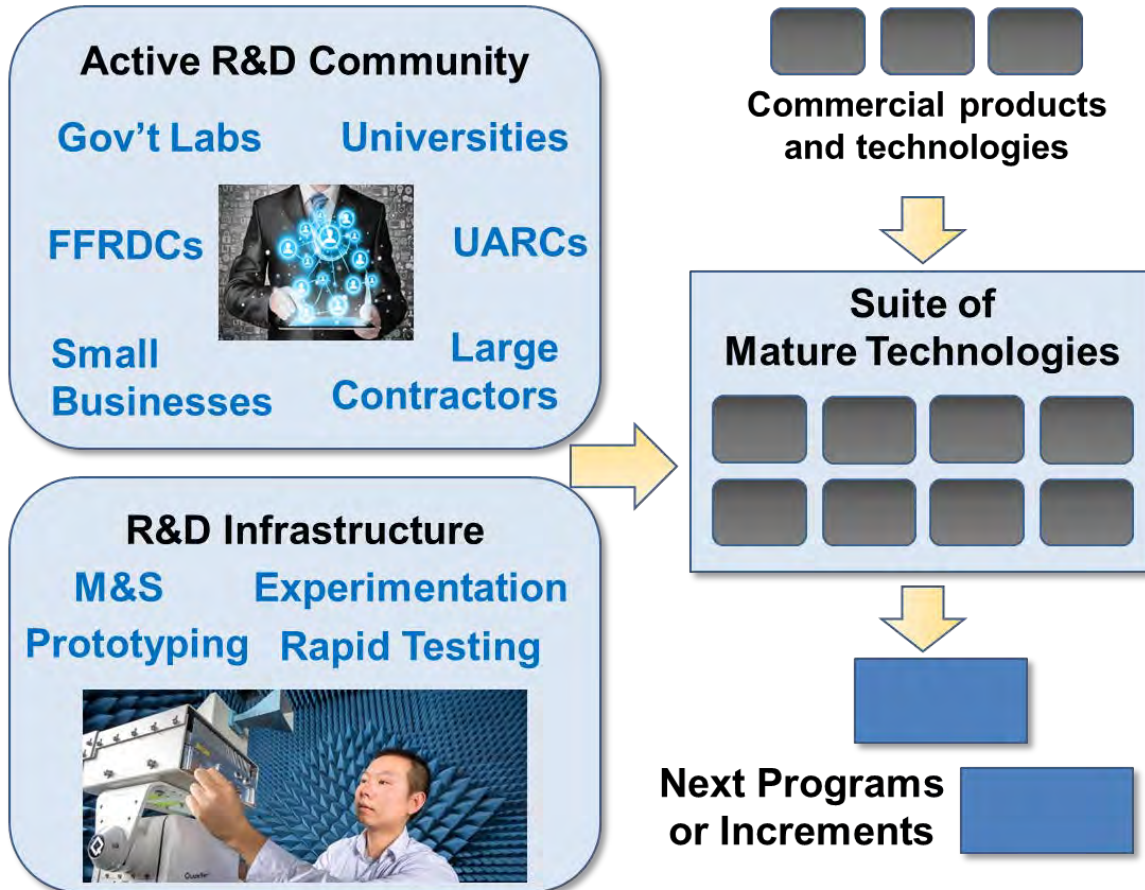 Active R&D Community
Gov't Labs
Universities
FFRDCs
UARCs
Small
Businesses
Large
Contractors
R&D Infrastructure
M&S
Experimentation
Prototyping
Rapid Testing
Commercial products
and technologies
Suite of
Mature Technologies
Next Programs
or Increments